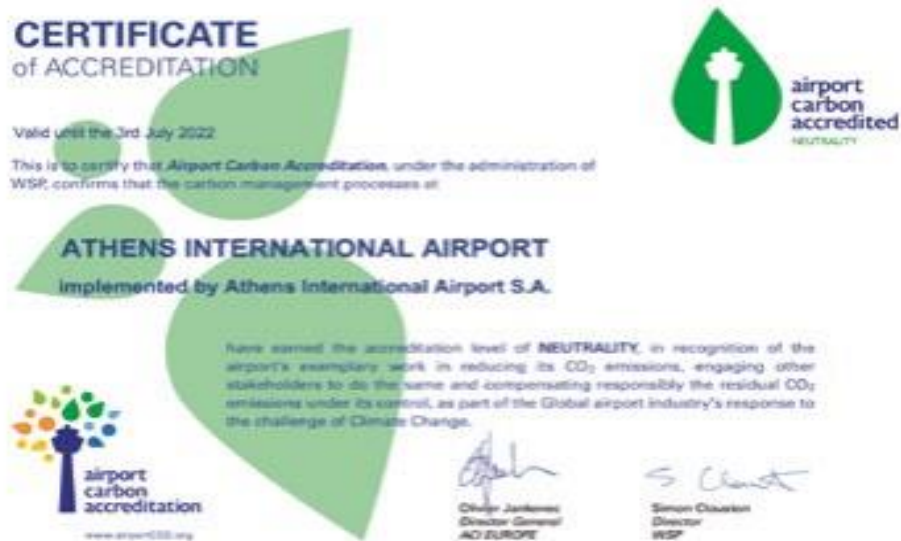 CERTIFICATE
of ACCREDITATION
airport
carbon
accredited
NEUTRALITY
Valid until the 3rd July 2022
This is to certify that Airport Carbon Accreditation, under the administration of
WSP, confirms that the carbon management processes at
ATHENS INTERNATIONAL AIRPORT
implemented by Athens International Airport S.A.
have earned the accreditation level of NEUTRALITY, in recognition of the
airport's exemplary work in reducing its CO₂ emissions, engaging other
stakeholders to do the same and compensating responsibly the residual CO₂
emissions under its control, as part of the Global airport industry's response to
the challenge of Climate Change.
airport
carbon
accreditation
Olivier Jankovec
Director General
ACI EUROPE
Simon Clouston
Director
WSP